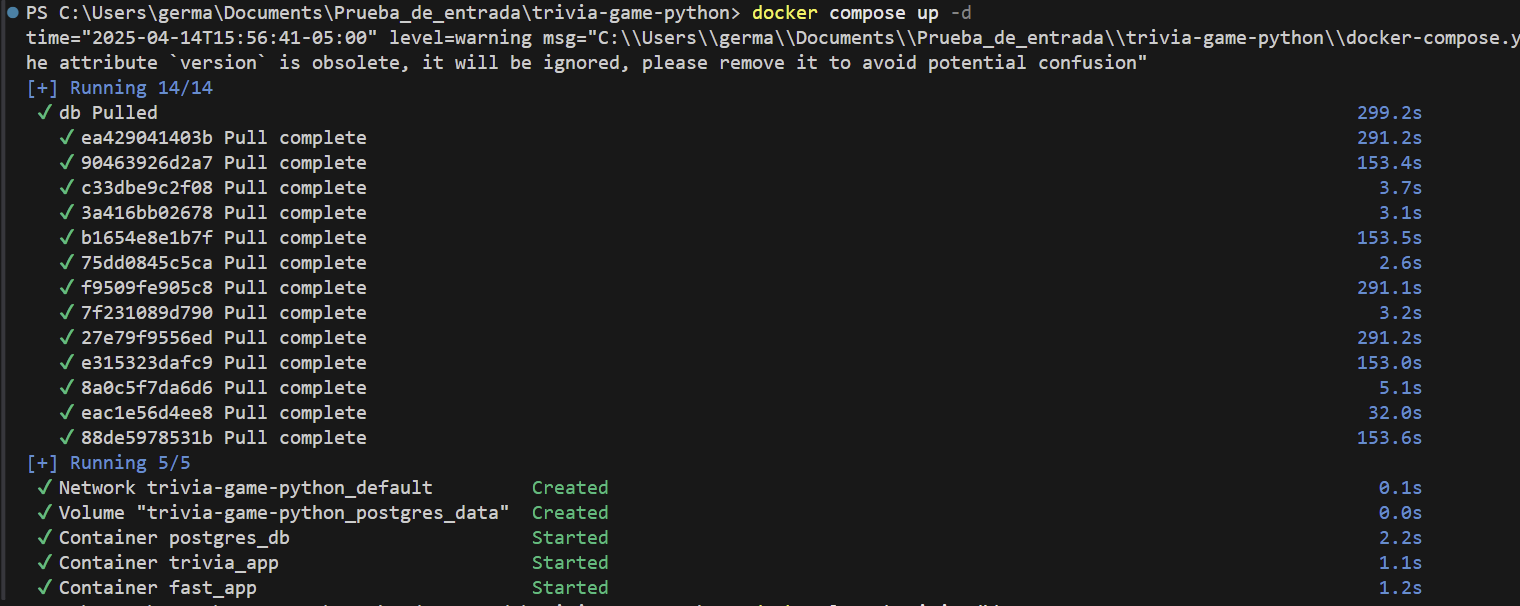 PS C:\Users\germa\Documents\Prueba_de_entrada\trivia-game-python> docker compose up -d
time="2025-04-14T15:56:41-05:00" level=warning msg="C:\\Users\\germa\\Documents\\Prueba_de_entrada\\trivia-game-python\\docker-compose.y
he attribute `version` is obsolete, it will be ignored, please remove it to avoid potential confusion"
[+] Running 14/14
✓ db Pulled 299.2s
✓ ea429041403b Pull complete 291.2s
✓ 90463926d2a7 Pull complete 153.4s
✓ c33dbe9c2f08 Pull complete 3.7s
✓ 3a416bb02678 Pull complete 3.1s
✓ b1654e8e1b7f Pull complete 153.5s
✓ 75dd0845c5ca Pull complete 2.6s
✓ f9509fe905c8 Pull complete 291.1s
✓ 7f231089d790 Pull complete 3.2s
✓ 27e79f9556ed Pull complete 291.2s
✓ e315323dafc9 Pull complete 153.0s
✓ 8a0c5f7da6d6 Pull complete 5.1s
✓ eac1e56d4ee8 Pull complete 32.0s
✓ 88de5978531b Pull complete 153.6s
[+] Running 5/5
✓ Network trivia-game-python_default Created 0.1s
✓ Volume "trivia-game-python_postgres_data" Created 0.0s
✓ Container postgres_db Started 2.2s
✓ Container trivia_app Started 1.1s
✓ Container fast_app Started 1.2s